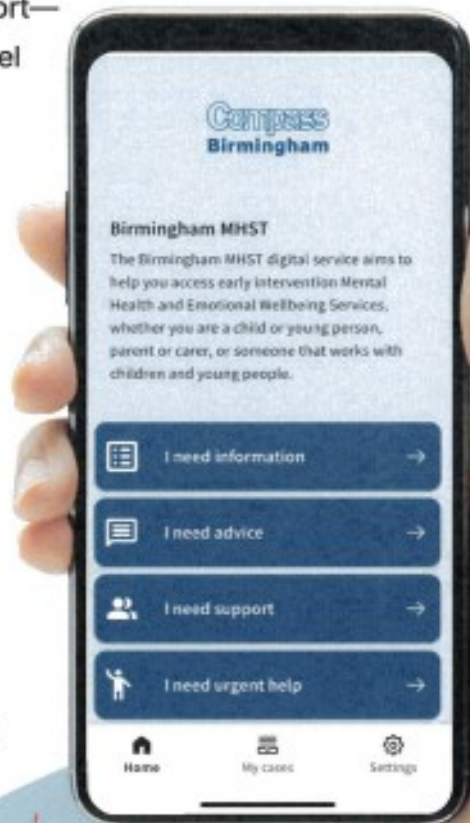 ort—
el
Compass
Birmingham
Birmingham MHST
The Birmingham MHST digital service aims to
help you access early intervention Mental
Health and Emotional Wellbeing Services,
whether you are a child or young person,
parent or carer, or someone that works with
children and young people.
I need information
I need advice
I need support
I need urgent help
Home My cases Settings